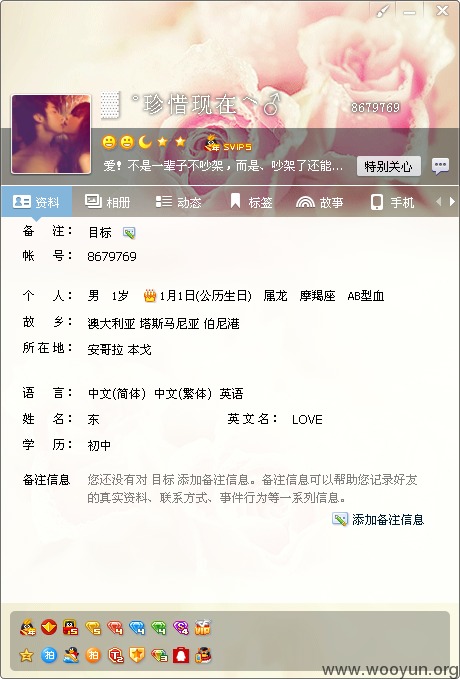 °珍惜现在へ♂
8679769
SVIP5
爱！不是一辈子不吵架，而是、吵架了还能...
特别关心
资料 相册 动态 标签 故事 手机
备 注： 目标
帐 号： 8679769
个 人： 男 1岁 1月1日(公历生日) 属龙 摩羯座 AB型血
故 乡： 澳大利亚 塔斯马尼亚 伯尼港
所在地： 安哥拉 本戈
语 言： 中文(简体) 中文(繁体) 英语
姓 名： 东 英文名： LOVE
学 历： 初中
备注信息 您还没有对 目标 添加备注信息。备注信息可以帮助您记录好友
的真实资料、联系方式、事件行为等一系列信息。
添加备注信息
www.wooyun.org